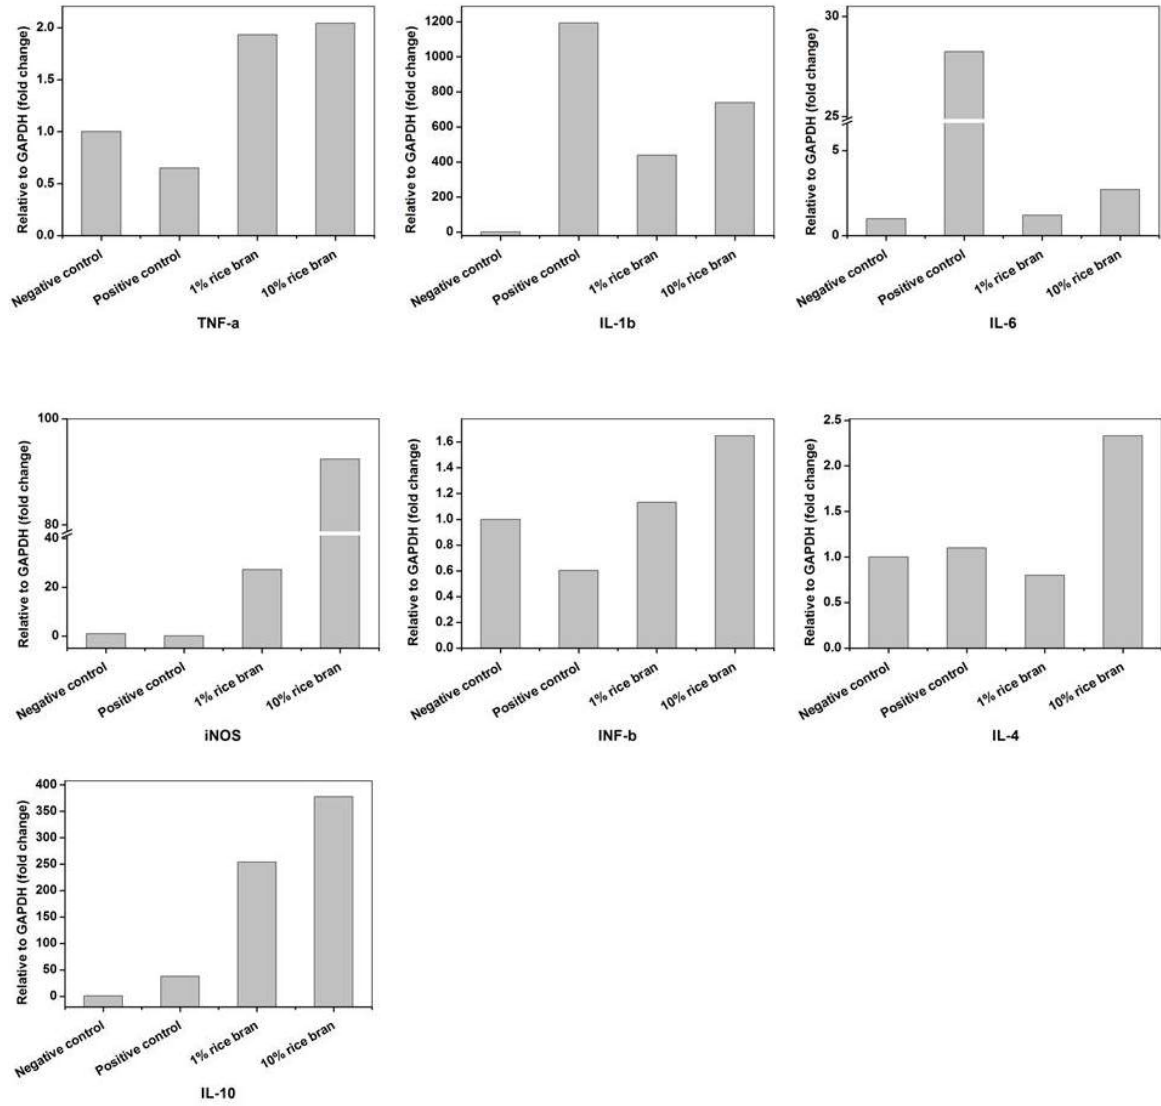 Relative to GAPDH (fold change)
2.0
1.5
1.0
0.5
0.0
Negative control
Positive control
1% rice bran
10% rice bran
TNF-a
Relative to GAPDH (fold change)
1200
1000
800
600
400
200
0
Negative control
Positive control
1% rice bran
10% rice bran
IL-1b
Relative to GAPDH (fold change)
30
25
5
0
Negative control
Positive control
1% rice bran
10% rice bran
IL-6
Relative to GAPDH (fold change)
100
80
40
20
0
Negative control
Positive control
1% rice bran
10% rice bran
iNOS
Relative to GAPDH (fold change)
1.6
1.4
1.2
1.0
0.8
0.6
0.4
0.2
0.0
Negative control
Positive control
1% rice bran
10% rice bran
INF-b
Relative to GAPDH (fold change)
2.5
2.0
1.5
1.0
0.5
0.0
Negative control
Positive control
1% rice bran
10% rice bran
IL-4
Relative to GAPDH (fold change)
400
350
300
250
200
150
100
50
0
Negative control
Positive control
1% rice bran
10% rice bran
IL-10